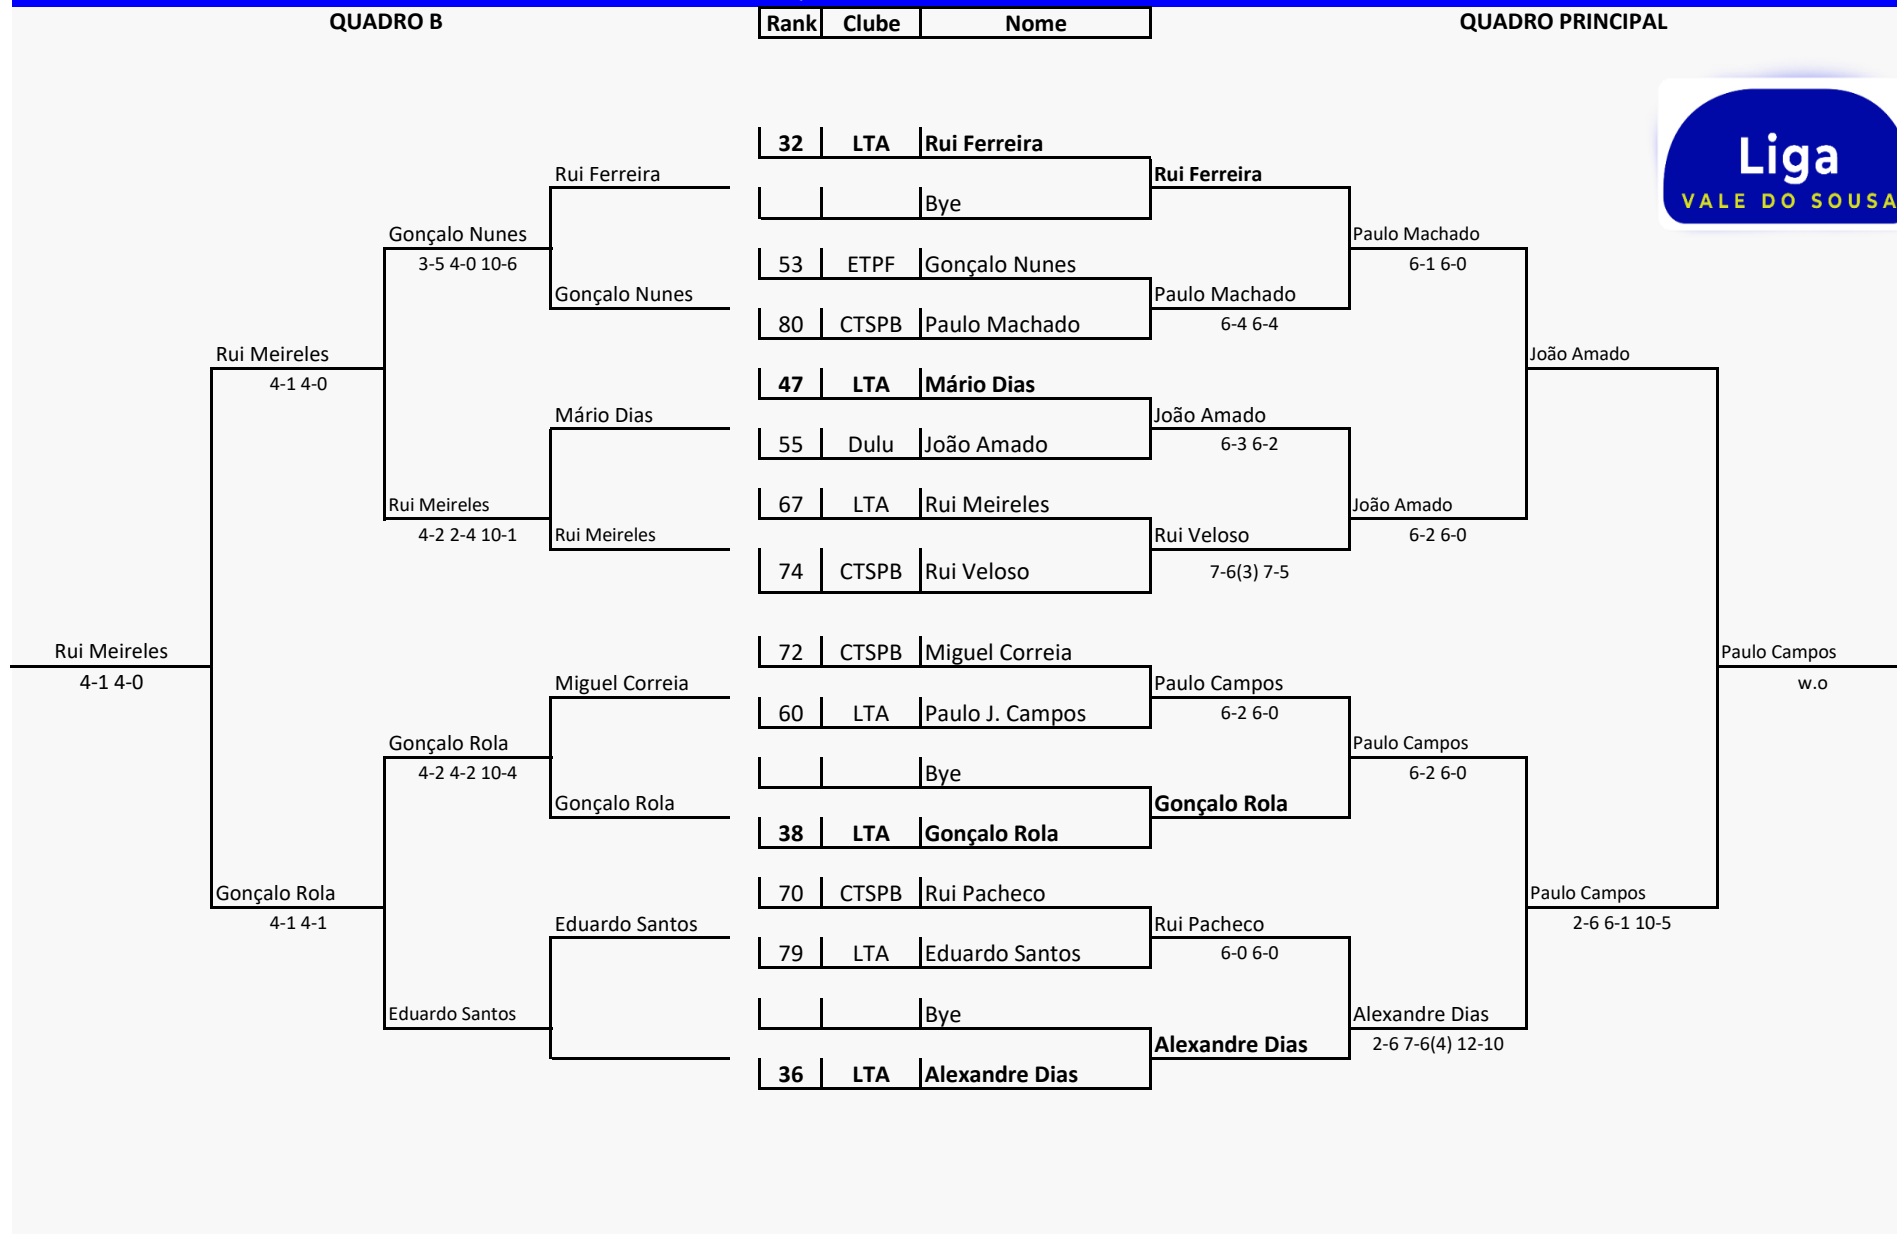 QUADRO B
Rank Clube Nome
QUADRO PRINCIPAL
Liga
VALE DO SOUSA
32 LTA Rui Ferreira
Rui Ferreira
Rui Ferreira
Bye
Gonçalo Nunes
Paulo Machado
3-5 4-0 10-6
53 ETPF Gonçalo Nunes
6-1 6-0
Gonçalo Nunes
Paulo Machado
80 CTSPB Paulo Machado
6-4 6-4
Rui Meireles
João Amado
4-1 4-0
47 LTA Mário Dias
Mário Dias
João Amado
55 Dulu João Amado
6-3 6-2
Rui Meireles
67 LTA Rui Meireles
João Amado
4-2 2-4 10-1
Rui Meireles
Rui Veloso
6-2 6-0
74 CTSPB Rui Veloso
7-6(3) 7-5
Rui Meireles
72 CTSPB Miguel Correia
Paulo Campos
4-1 4-0
Miguel Correia
Paulo Campos
w.o
60 LTA Paulo J. Campos
6-2 6-0
Gonçalo Rola
Paulo Campos
4-2 4-2 10-4
Bye
6-2 6-0
Gonçalo Rola
Gonçalo Rola
38 LTA Gonçalo Rola
Gonçalo Rola
70 CTSPB Rui Pacheco
Paulo Campos
4-1 4-1
Eduardo Santos
Rui Pacheco
2-6 6-1 10-5
79 LTA Eduardo Santos
6-0 6-0
Eduardo Santos
Bye
Alexandre Dias
Alexandre Dias
2-6 7-6(4) 12-10
36 LTA Alexandre Dias